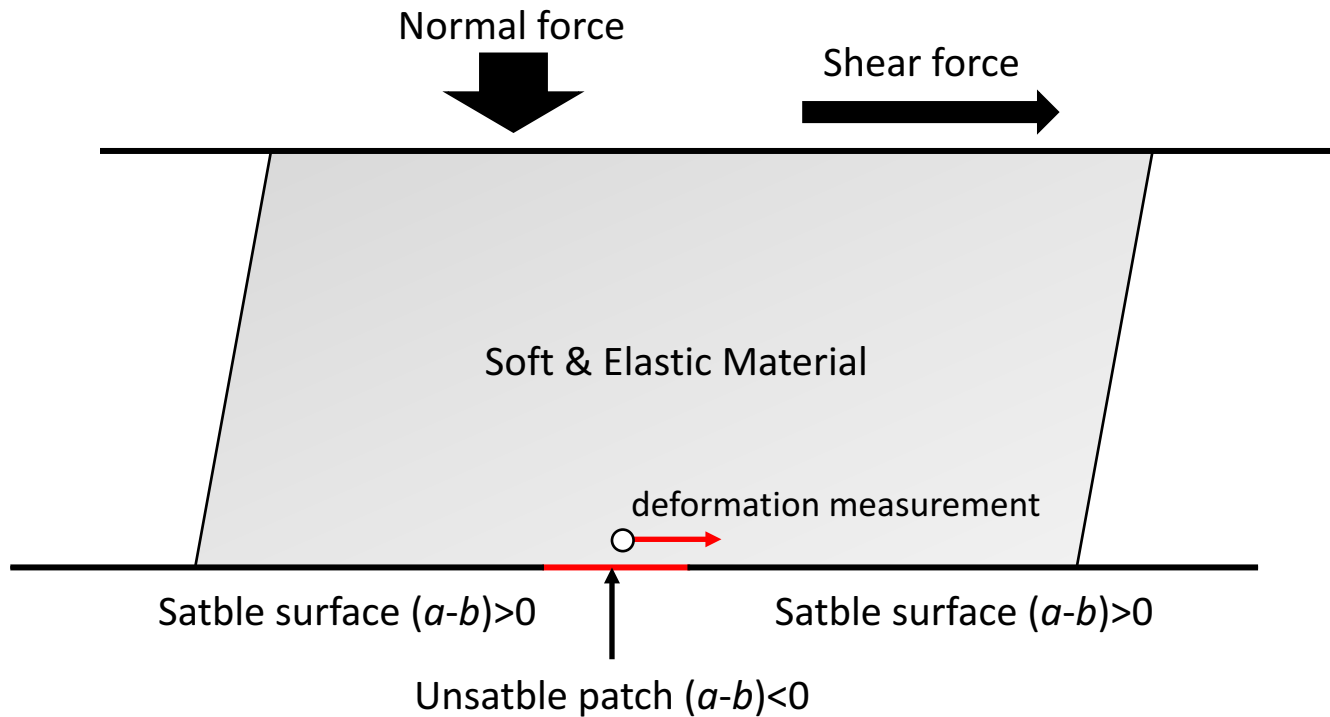 Normal force
Shear force
Soft & Elastic Material
deformation measurement
Satble surface (a-b)>0
Satble surface (a-b)>0
Unsatble patch (a-b)<0